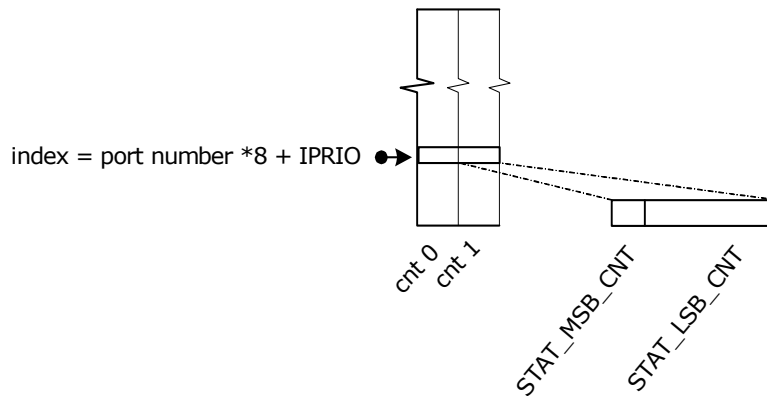 index = port number *8 + IPRIO
cnt 0
cnt 1
STAT_MSB_CNT
STAT_LSB_CNT